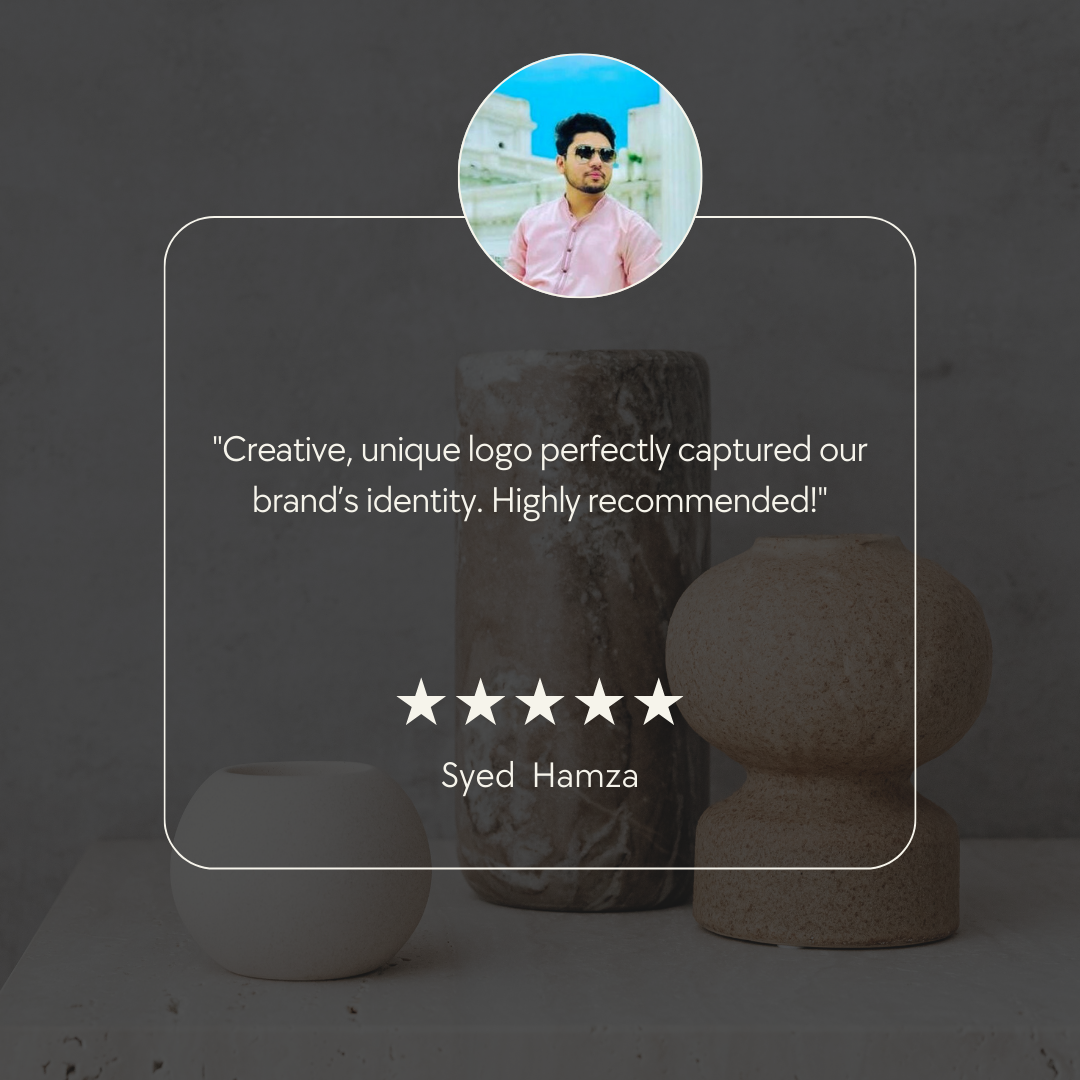 "Creative, unique logo perfectly captured our
brand's identity. Highly recommended!"
Syed Hamza